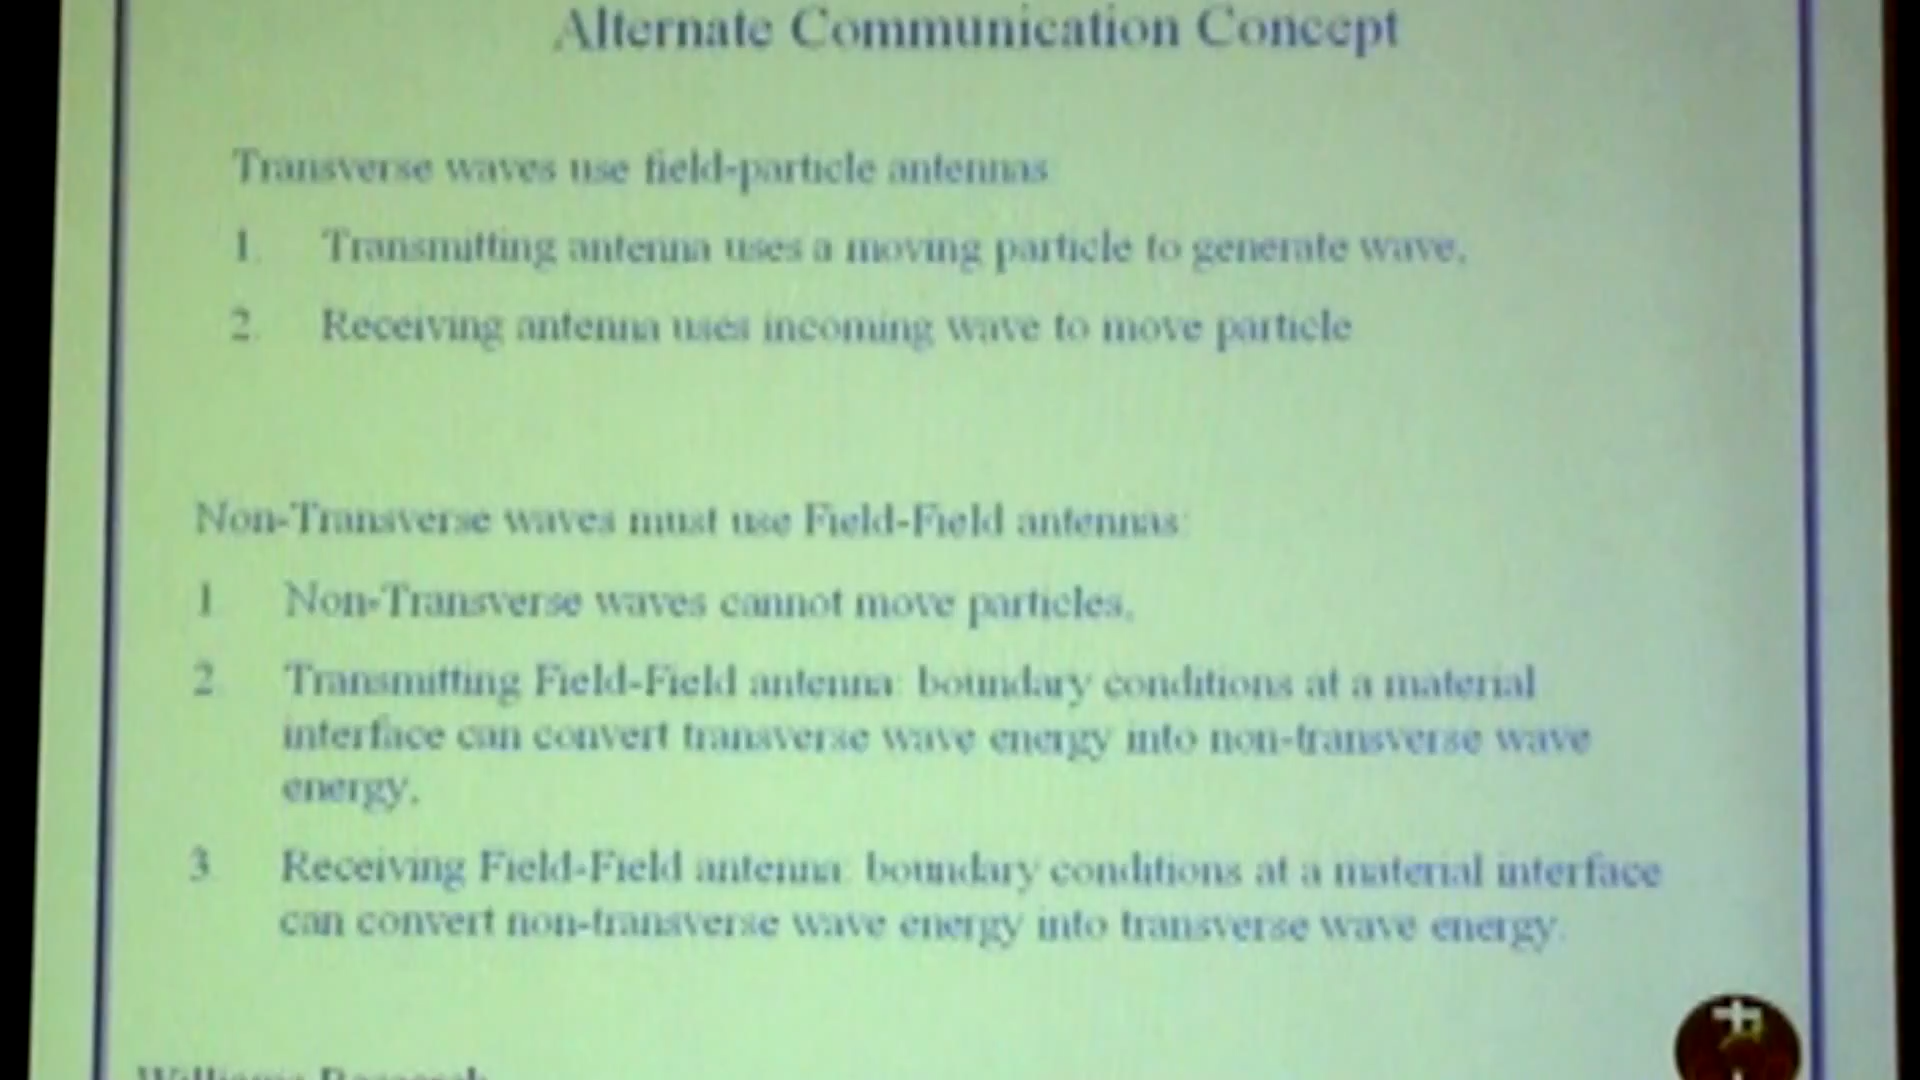 Alternate Communication Concept
Transverse waves use field-particle antennas:
1. Transmitting antenna uses a moving particle to generate wave,
2. Receiving antenna uses incoming wave to move particle
Non-Transverse waves must use Field-Field antennas:
1 Non-Transverse waves cannot move particles,
2 Transmitting Field-Field antenna: boundary conditions at a material
interface can convert transverse wave energy into non-transverse wave
energy,
3 Receiving Field-Field antenna: boundary conditions at a material interface
can convert non-transverse wave energy into transverse wave energy.
Williams Research